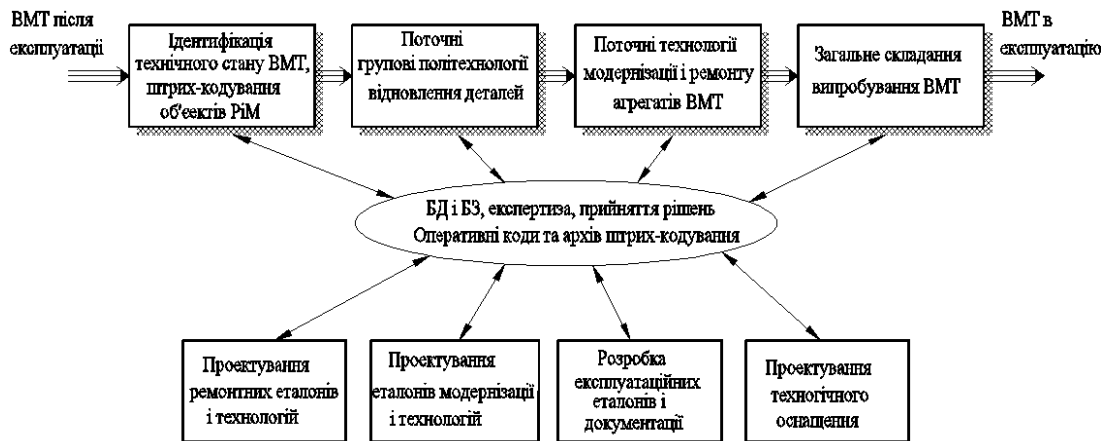 ВМТ після
експлуатації
Ідентифікація
технічного стану ВМТ,
штрих-кодування
об'єектів РіМ
Поточні
групові політехнології
відновлення деталей
Поточні технології
модернізації і ремонту
агрегатів ВМТ
Загальне складання
випробування ВМТ
ВМТ в
експлуатацію
БД і БЗ, експертиза, прийняття рішень
Оперативні коди та архів штрих-кодування
Проектування
ремонтних еталонів
і технологій
Проектування
еталонів модернізації
і технологій
Розробка
експлуатаційних
еталонів і
документації
Проектування
техногічного
оснащення